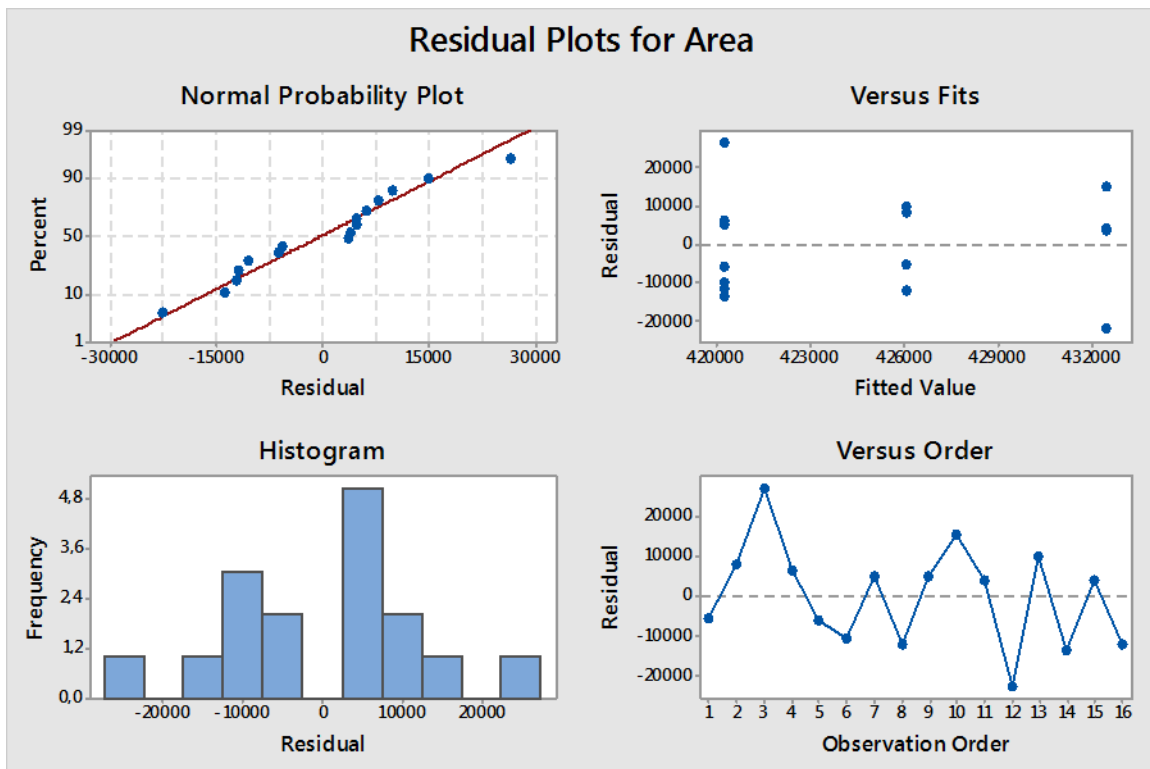 Residual Plots for Area
Normal Probability Plot
99
90
50
10
1
Percent
-30000 -15000 0 15000 30000
Residual
Versus Fits
20000
10000
0
-10000
-20000
Residual
420000 423000 426000 429000 432000
Fitted Value
Histogram
4.8
3.6
2.4
1.2
0,0
Frequency
-20000 -10000 0 10000 20000
Residual
Versus Order
20000
10000
0
-10000
-20000
Residual
1 2 3 4 5 6 7 8 9 10 11 12 13 14 15 16
Observation Order